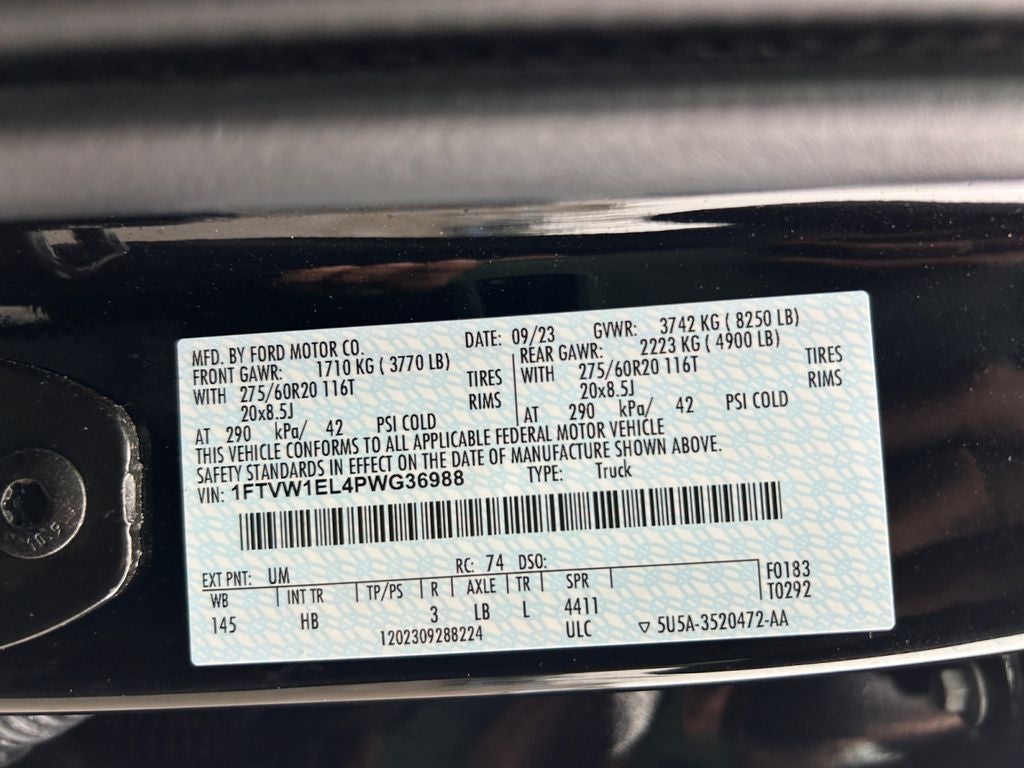 MFD. BY FORD MOTOR CO.
DATE: 09/23
GVWR: 3742 KG ( 8250 LB)
FRONT GAWR: 1710 KG ( 3770 LB)
WITH 275/60R20 116T TIRES
20x8.5J RIMS
AT 290 kPa/ 42 PSI COLD
REAR GAWR: 2223 KG ( 4900 LB)
WITH 275/60R20 116T TIRES
20x8.5J RIMS
AT 290 kPa/ 42 PSI COLD
THIS VEHICLE CONFORMS TO ALL APPLICABLE FEDERAL MOTOR VEHICLE
SAFETY STANDARDS IN EFFECT ON THE DATE OF MANUFACTURE SHOWN ABOVE.
VIN: 1FTVW1EL4PWG36988 TYPE: Truck
EXT PNT: UM RC: 74 DSO:
WB INT TR TP/PS R AXLE TR SPR
145 HB 3 LB L 4411
1202309288224 ULC
F0183
T0292
▽ 5U5A-3520472-AA